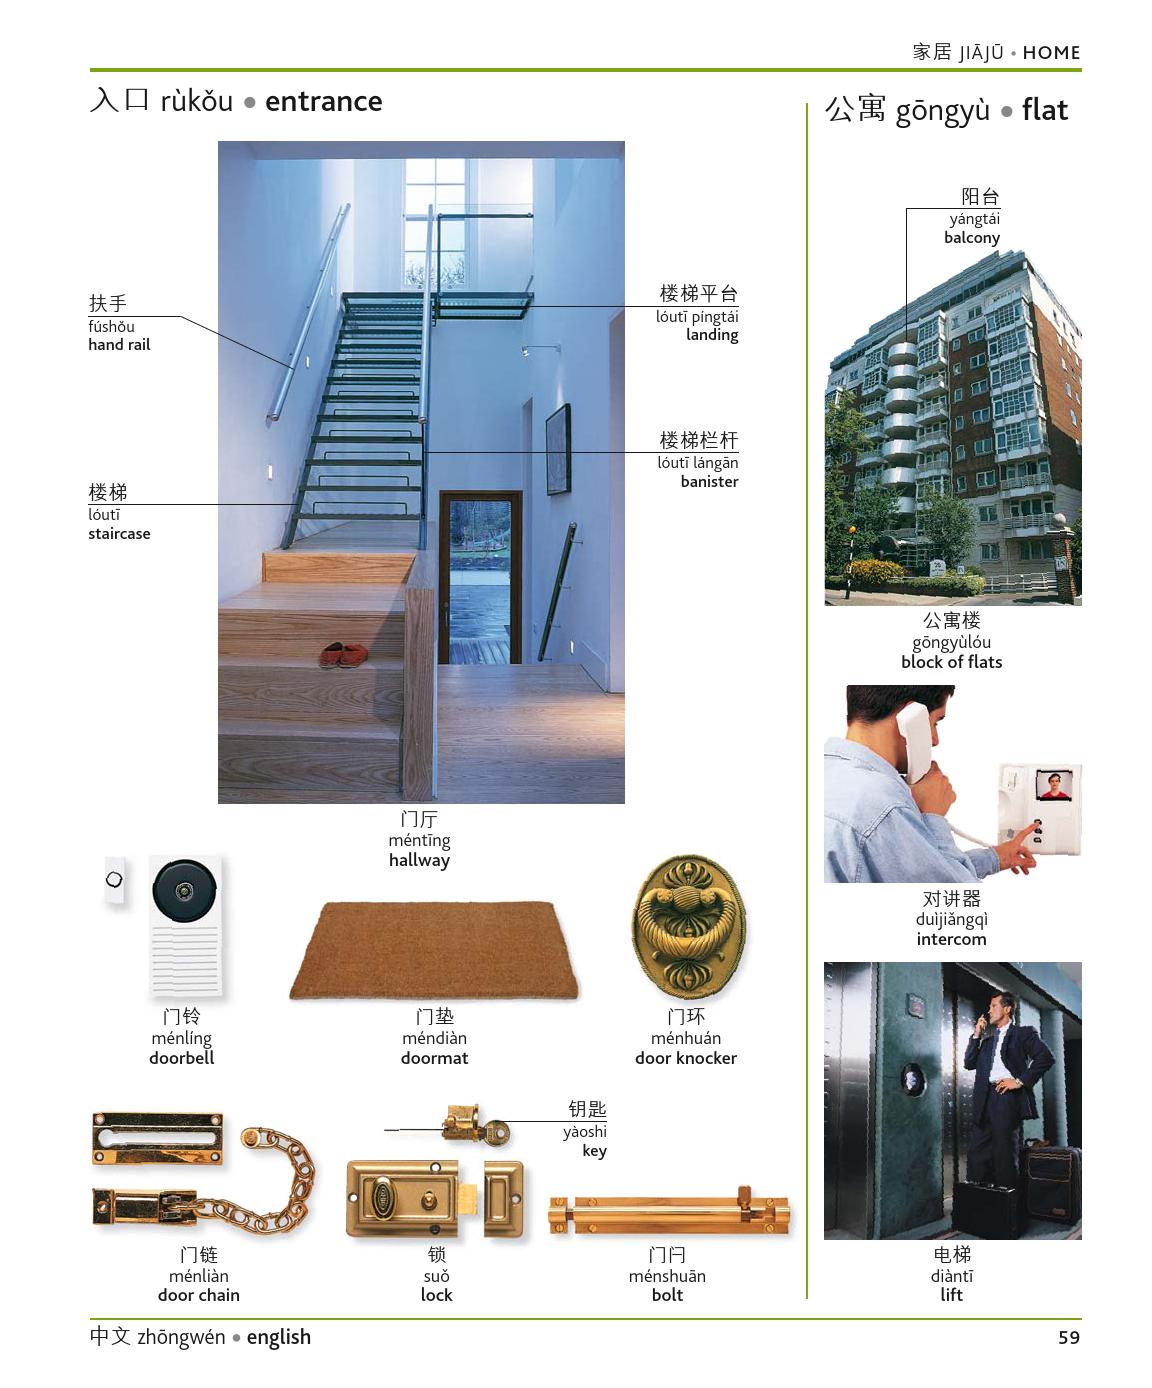 家居 JIĀJŪ • HOME
入口 rùkǒu • entrance
扶手
fúshǒu
hand rail
楼梯
lóutī
staircase
楼梯平台
lóutī píngtái
landing
楼梯栏杆
lóutī lángān
banister
门厅
méntīng
hallway
门铃
ménlíng
doorbell
门垫
méndiàn
doormat
门环
ménhuán
door knocker
门链
ménliàn
door chain
钥匙
yàoshi
key
锁
suǒ
lock
门闩
ménshuān
bolt
公寓 gōngyù • flat
阳台
yángtái
balcony
公寓楼
gōngyùlóu
block of flats
对讲器
duìjiǎngqì
intercom
电梯
diàntī
lift
中文 zhōngwén • english
59